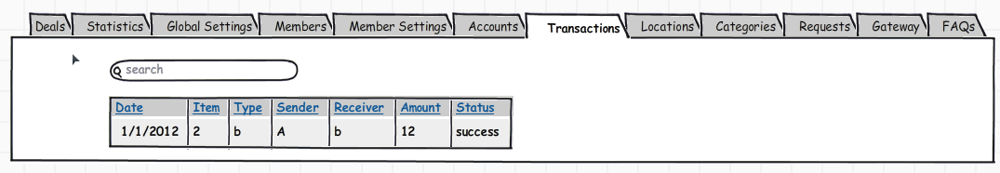 Deals Statistics Global Settings Members Member Settings Accounts Transactions Locations Categories Requests Gateway FAQs
search
Date Item Type Sender Receiver Amount Status
1/1/2012 2 b A b 12 success